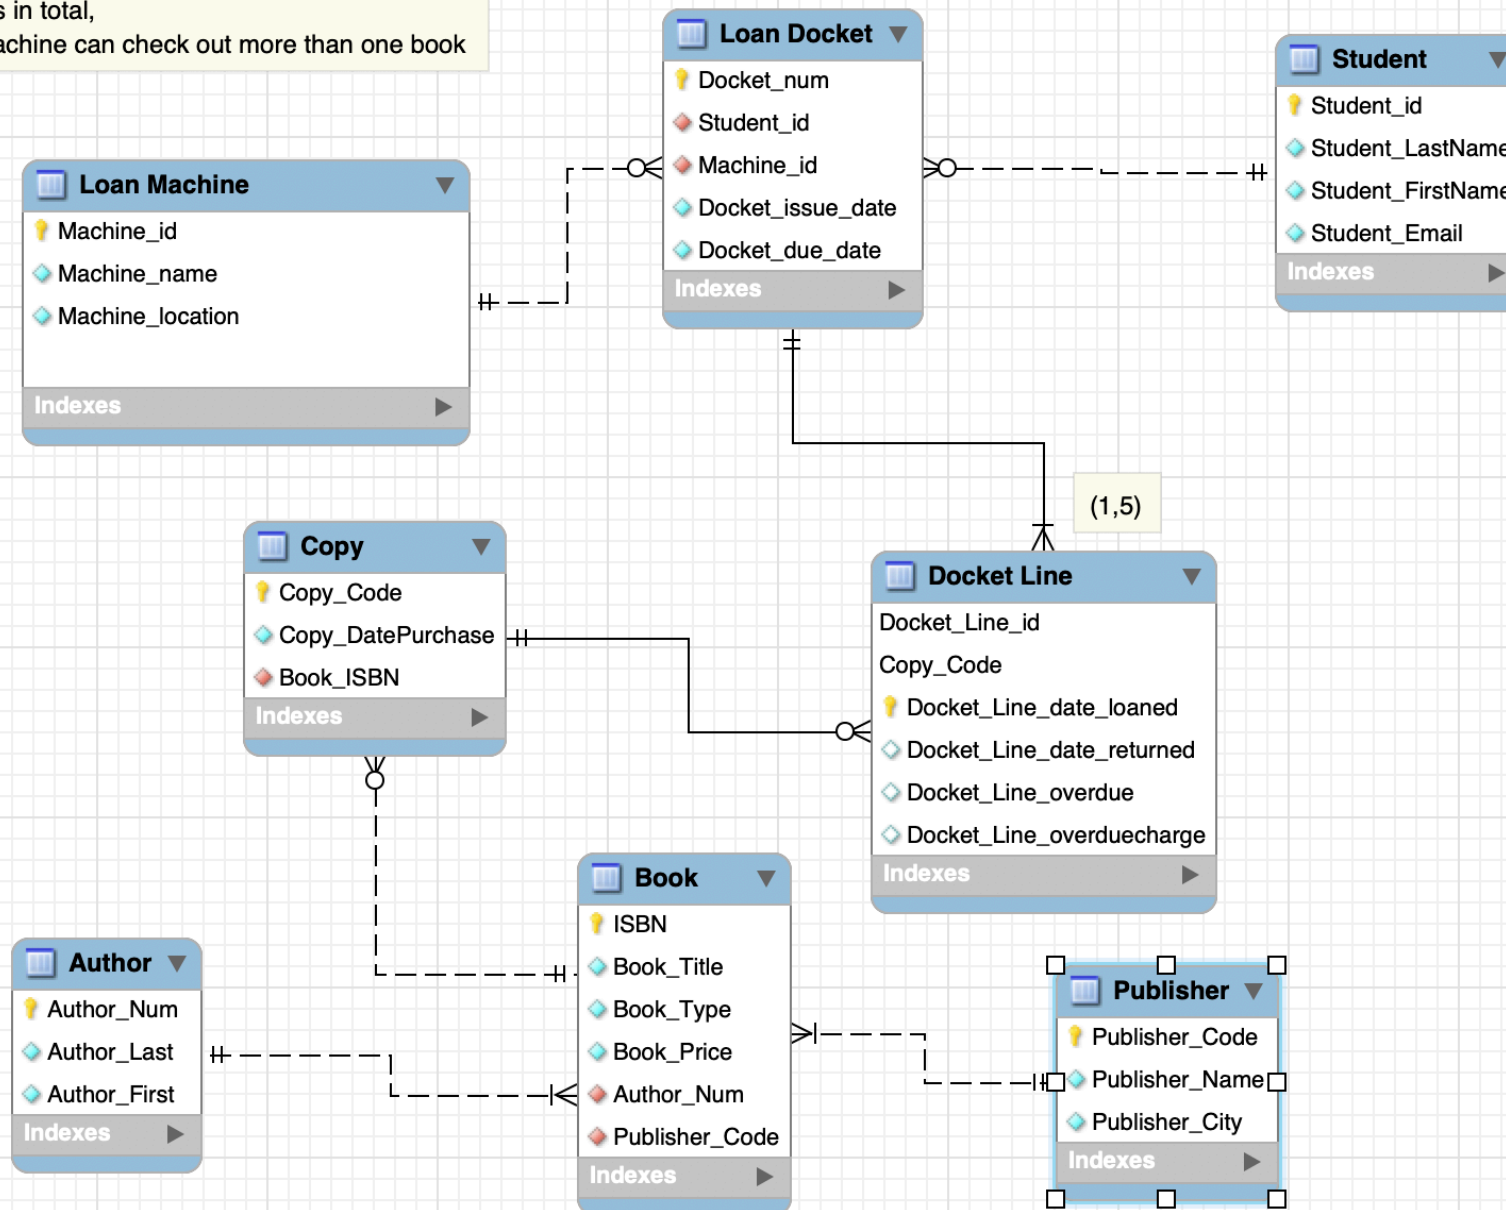 s in total,
achine can check out more than one book
Loan Docket
Docket_num
Student_id
Machine_id
Docket_issue_date
Docket_due_date
Indexes
Student
Student_id
Student_LastName
Student_FirstName
Student_Email
Indexes
Loan Machine
Machine_id
Machine_name
Machine_location
Indexes
(1,5)
Copy
Copy_Code
Copy_DatePurchase
Book_ISBN
Indexes
Docket Line
Docket_Line_id
Copy_Code
Docket_Line_date_loaned
Docket_Line_date_returned
Docket_Line_overdue
Docket_Line_overduecharge
Indexes
Book
ISBN
Book_Title
Book_Type
Book_Price
Author_Num
Publisher_Code
Indexes
Author
Author_Num
Author_Last
Author_First
Indexes
Publisher
Publisher_Code
Publisher_Name
Publisher_City
Indexes